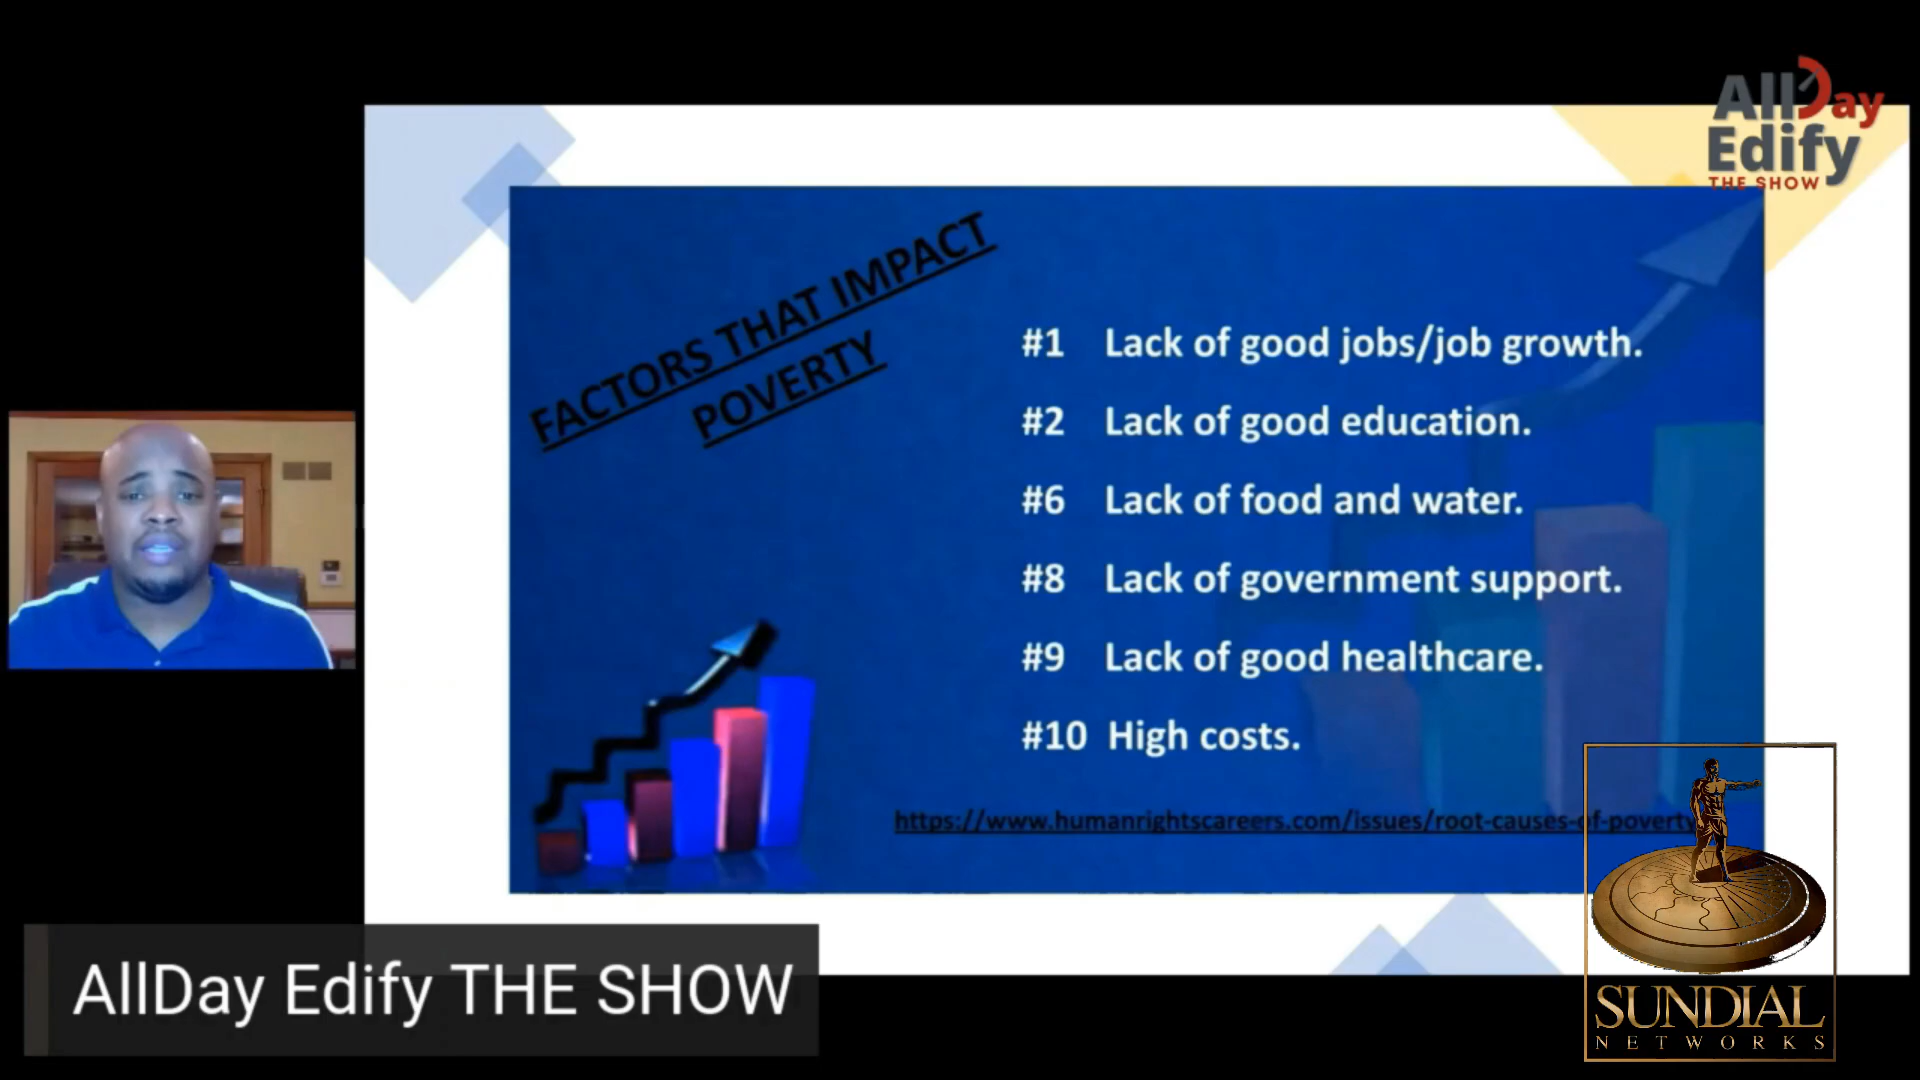 AllDay
Edify
THE SHOW
FACTORS THAT IMPACT
POVERTY
#1 Lack of good jobs/job growth.
#2 Lack of good education.
#6 Lack of food and water.
#8 Lack of government support.
#9 Lack of good healthcare.
#10 High costs.
https://www.humanrightscareers.com/issues/root-causes-of-poverty
AllDay Edify THE SHOW
SUNDIAL
NETWORKS